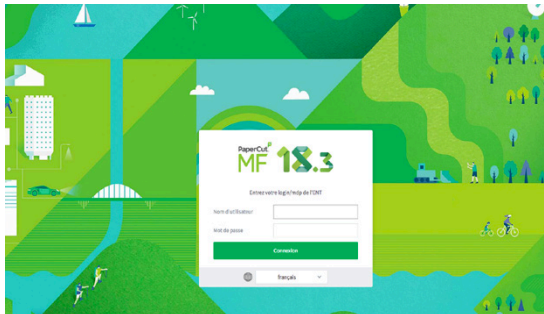 PaperCut
MF 18.3
Entrez votre login/mdp de l'ENT
Nom d'utilisateur
Mot de passe
Connexion
français